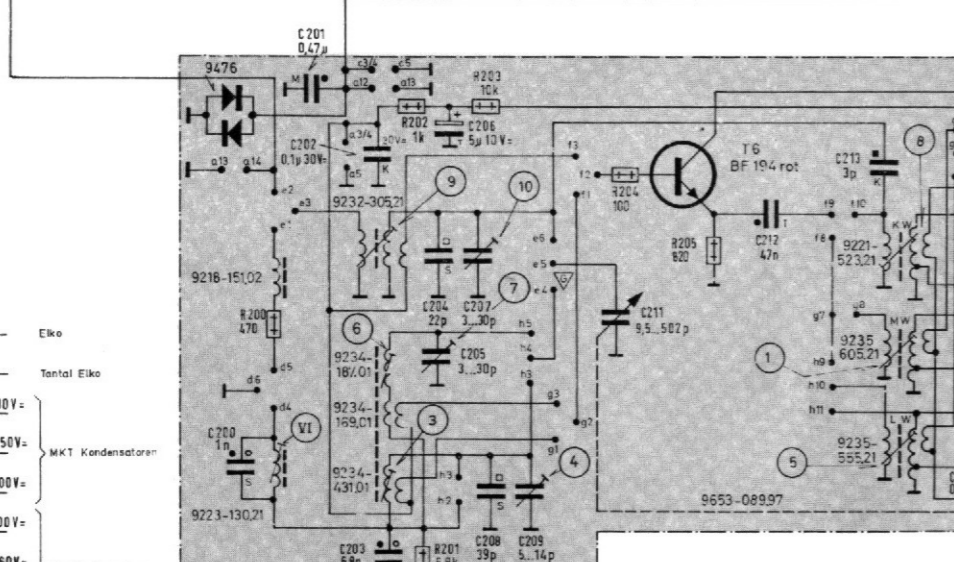 C201
0,47µ
9476
M
c3/4
c5
a12
a13
R203
10k
R202
1k
C206
5µ10V=
a3/4
C202
0,1µ30V=
20V=
K
a5
a13
a14
e2
e3
e1
9232-305,21
9
10
f3
f2
f1
R204
100
T6
BF 194 rot
C213
3p
K
8
R205
820
C212
47n
T
f9
f10
f8
KW
9221-
523,21
9218-151,02
R200
470
S
C204
22p
C207
3...30p
e6
e5
e4
G
C211
9,5...502p
7
6
C205
3...30p
h5
h4
h3
9234-
187.01
9234-
169,01
9234-
431,01
3
g3
g2
g1
g7
g8
MW
9235
605,21
1
h9
h10
h11
LW
9235-
555,21
5
d5
d6
d4
C200
1n
S
VI
9223-130,21
h3
h2
S
C208
39p
C209
5...14p
4
9653-089,97
C203
R201
Elko
Tantal Elko
MKT Kondensatoren